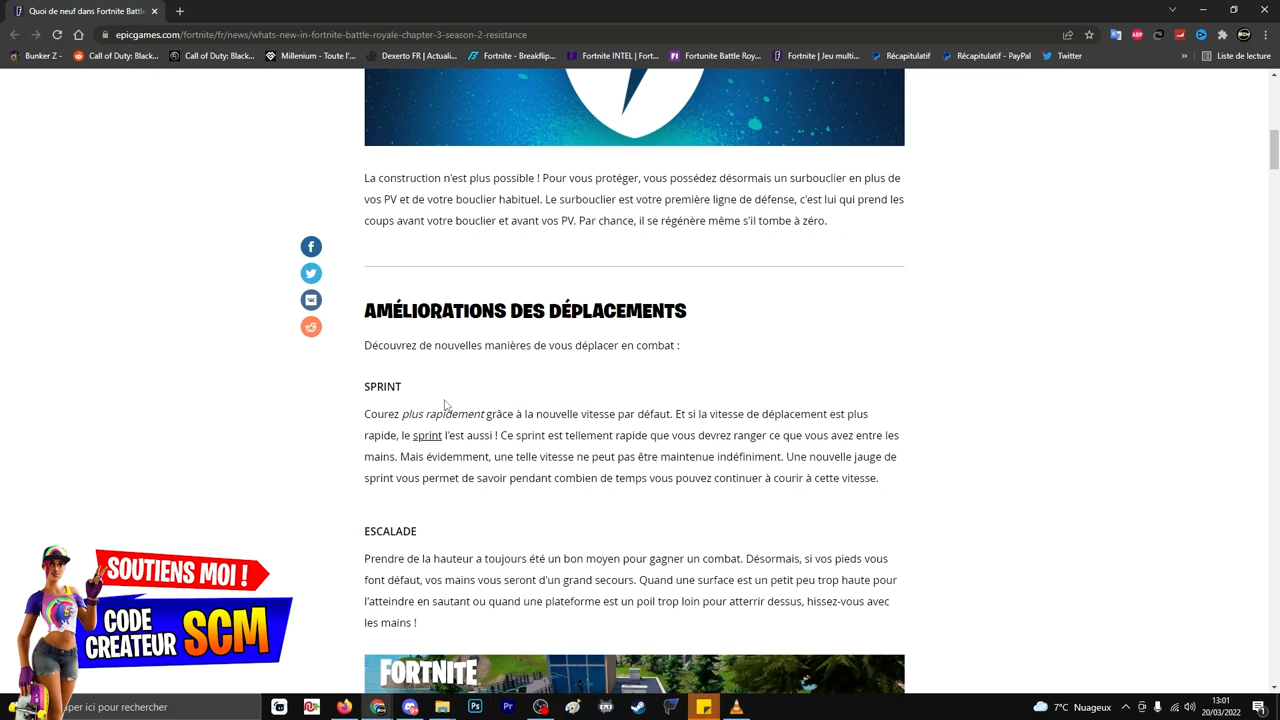 Quoi de neuf dans Fortnite Battle
epicgames.com/fortnite/fr/news/whats-new-in-fortnite-battle-royale-chapter-3-season-2-resistance
Bunker Z - Call of Duty: Black... Call of Duty: Black... Millenium - Toute l'i... Dexerto FR | Actuali... Fortnite - Breakflip... Fortnite INTEL | Fort... Fortunite Battle Roy... Fortnite | Jeu multi... Récapitulatif Récapitulatif - PayPal Twitter » Liste de lecture
La construction n'est plus possible ! Pour vous protéger, vous possédez désormais un surbouclier en plus de
vos PV et de votre bouclier habituel. Le surbouclier est votre première ligne de défense, c'est lui qui prend les
coups avant votre bouclier et avant vos PV. Par chance, il se régénère même s'il tombe à zéro.
AMÉLIORATIONS DES DÉPLACEMENTS
Découvrez de nouvelles manières de vous déplacer en combat :
SPRINT
Courez plus rapidement grâce à la nouvelle vitesse par défaut. Et si la vitesse de déplacement est plus
rapide, le sprint l'est aussi ! Ce sprint est tellement rapide que vous devrez ranger ce que vous avez entre les
mains. Mais évidemment, une telle vitesse ne peut pas être maintenue indéfiniment. Une nouvelle jauge de
sprint vous permet de savoir pendant combien de temps vous pouvez continuer à courir à cette vitesse.
ESCALADE
Prendre de la hauteur a toujours été un bon moyen pour gagner un combat. Désormais, si vos pieds vous
font défaut, vos mains vous seront d'un grand secours. Quand une surface est un petit peu trop haute pour
l'atteindre en sautant ou quand une plateforme est un poil trop loin pour atterrir dessus, hissez-vous avec
les mains !
FORTNITE
SOUTIENS MOI !
CODE
CREATEUR SCM
aper ici pour rechercher
7°C Nuageux
13:01
20/03/2022